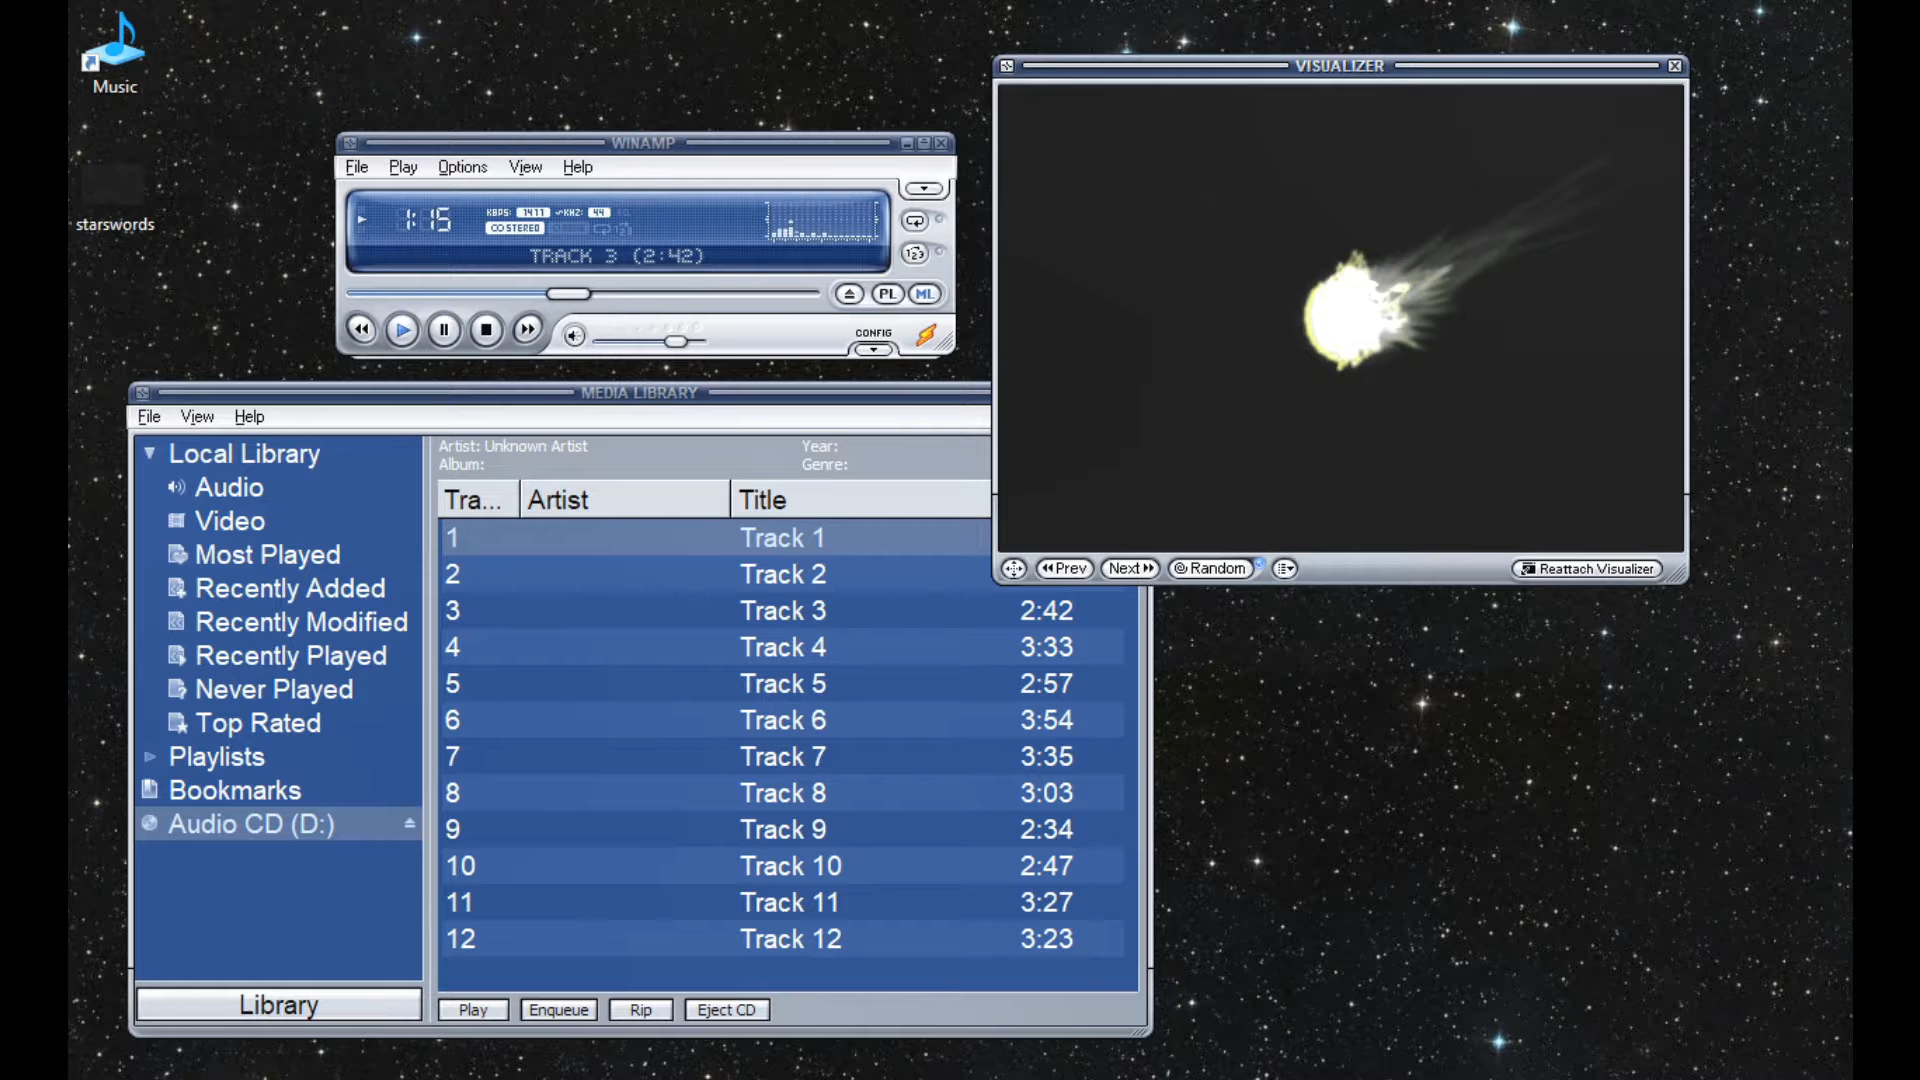 Music
starswords
WINAMP
File Play Options View Help
1:15
KBPS: 1411 KHZ: 44
STEREO
TRACK 3 (2:42)
PL ML
CONFIG
VISUALIZER
Prev Next Random Reattach Visualizer
MEDIA LIBRARY
File View Help
Local Library
Audio
Video
Most Played
Recently Added
Recently Modified
Recently Played
Never Played
Top Rated
Playlists
Bookmarks
Audio CD (D:)
Library
Artist: Unknown Artist Year:
Album: Genre:
Tra... Artist Title
1 Track 1
2 Track 2
3 Track 3 2:42
4 Track 4 3:33
5 Track 5 2:57
6 Track 6 3:54
7 Track 7 3:35
8 Track 8 3:03
9 Track 9 2:34
10 Track 10 2:47
11 Track 11 3:27
12 Track 12 3:23
Play Enqueue Rip Eject CD